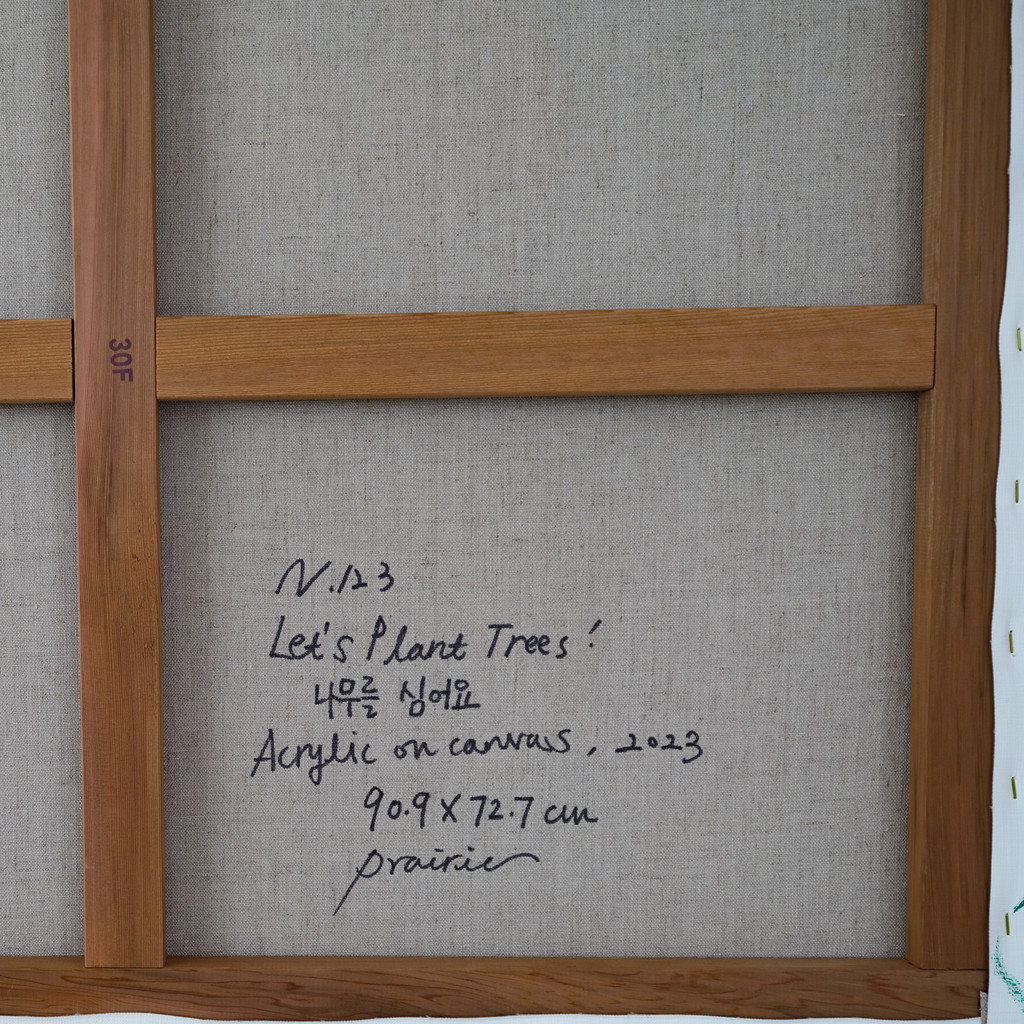 30F
N.123
Let's Plant Trees!
나무를 심어요
Acrylic on canvas, 2023
90.9 X 72.7 cm
prairie